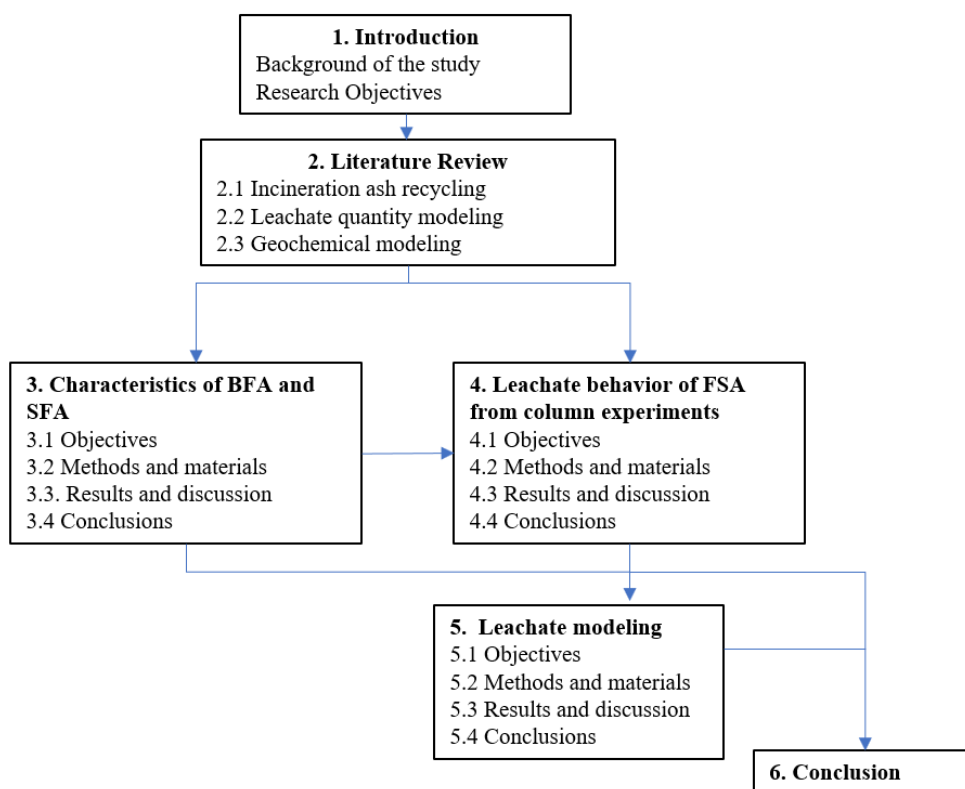 1. Introduction
Background of the study
Research Objectives
2. Literature Review
2.1 Incineration ash recycling
2.2 Leachate quantity modeling
2.3 Geochemical modeling
3. Characteristics of BFA and
SFA
3.1 Objectives
3.2 Methods and materials
3.3. Results and discussion
3.4 Conclusions
4. Leachate behavior of FSA
from column experiments
4.1 Objectives
4.2 Methods and materials
4.3 Results and discussion
4.4 Conclusions
5. Leachate modeling
5.1 Objectives
5.2 Methods and materials
5.3 Results and discussion
5.4 Conclusions
6. Conclusion